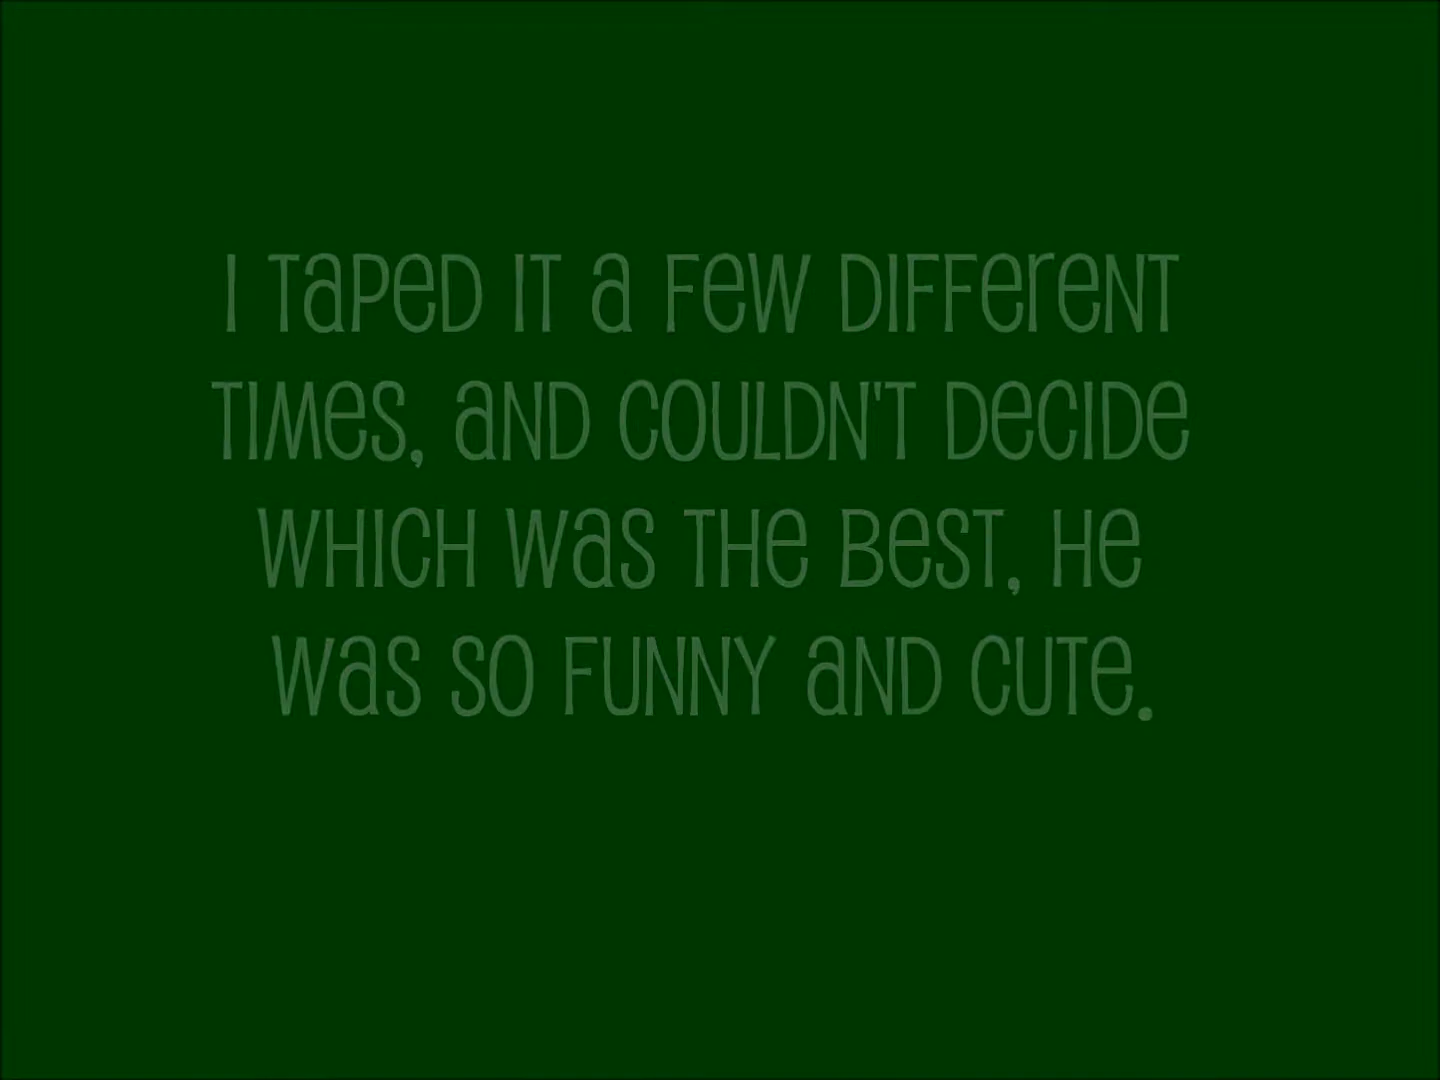 I taped it a few different
times, and couldn't decide
which was the best, he
was so funny and cute.